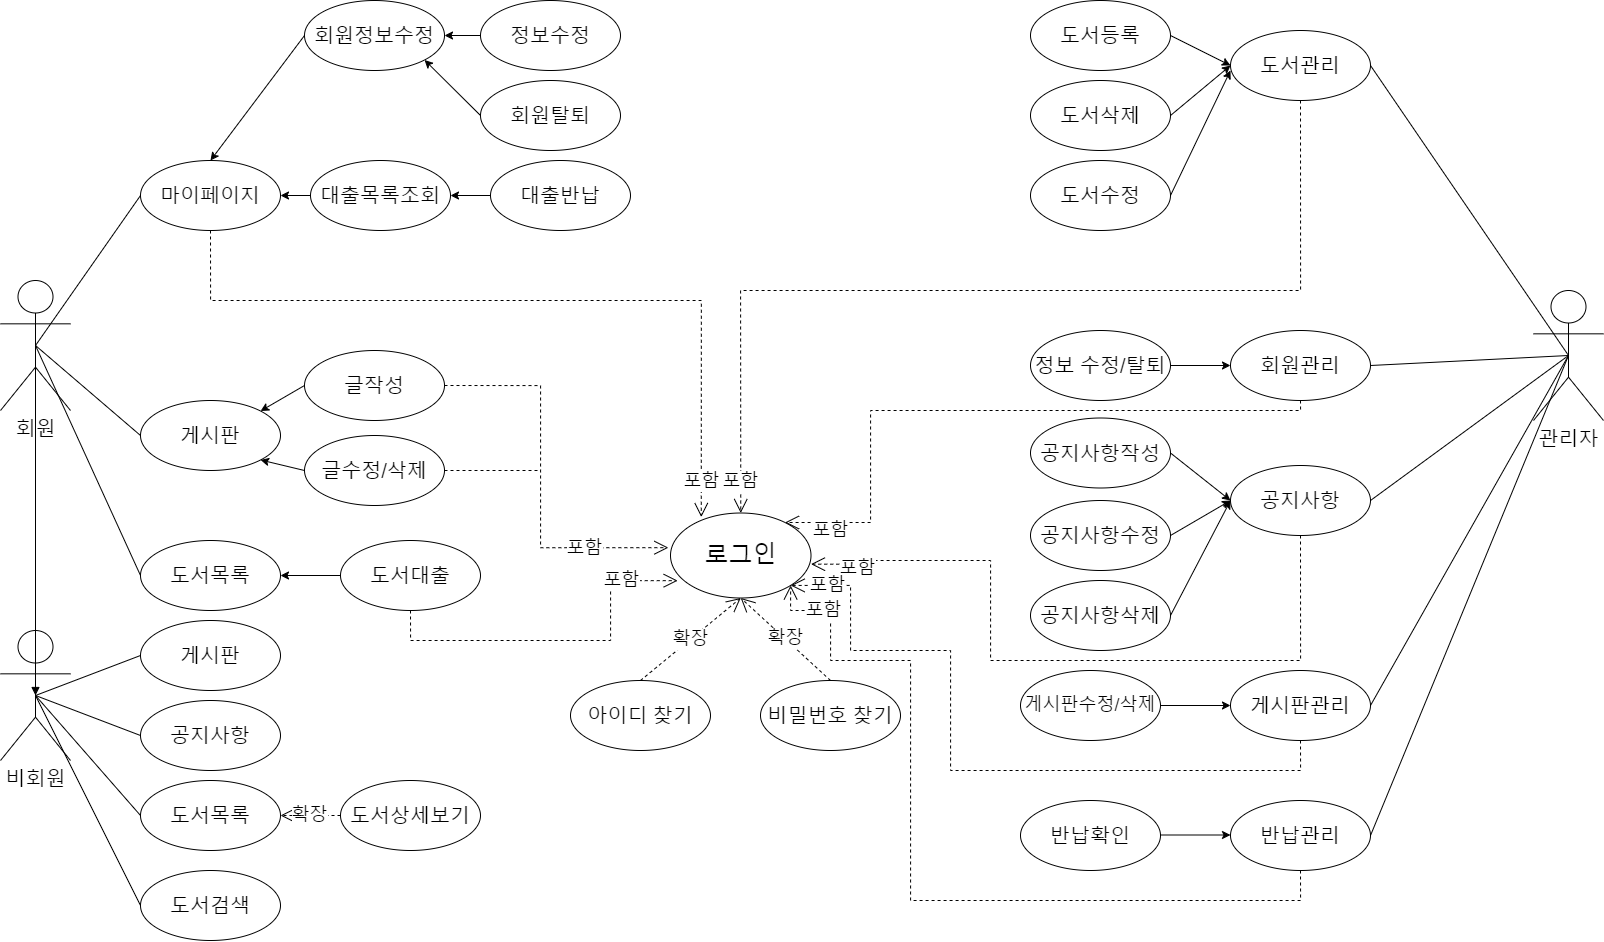 회원정보수정
정보수정
도서등록
도서관리
회원탈퇴
도서삭제
마이페이지
대출목록조회
대출반납
도서수정
회원
글작성
게시판
글수정/삭제
정보 수정/탈퇴
회원관리
관리자
공지사항작성
포함
포함
공지사항
포함
공지사항수정
포함
로그인
포함
도서목록
도서대출
포함
포함
포함
공지사항삭제
확장
확장
게시판
게시판수정/삭제
게시판관리
아이디 찾기
비밀번호 찾기
공지사항
비회원
도서목록
확장
도서상세보기
반납확인
반납관리
도서검색